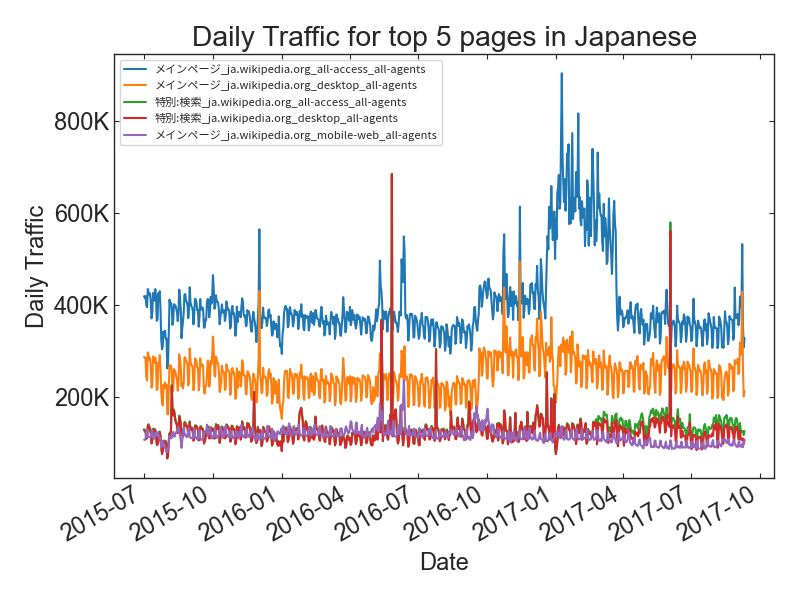 Daily Traffic for top 5 pages in Japanese
メインページ_ja.wikipedia.org_all-access_all-agents
メインページ_ja.wikipedia.org_desktop_all-agents
特別:検索_ja.wikipedia.org_all-access_all-agents
特別:検索_ja.wikipedia.org_desktop_all-agents
メインページ_ja.wikipedia.org_mobile-web_all-agents
800K
600K
400K
200K
Daily Traffic
2015-07
2015-10
2016-01
2016-04
2016-07
2016-10
2017-01
2017-04
2017-07
2017-10
Date